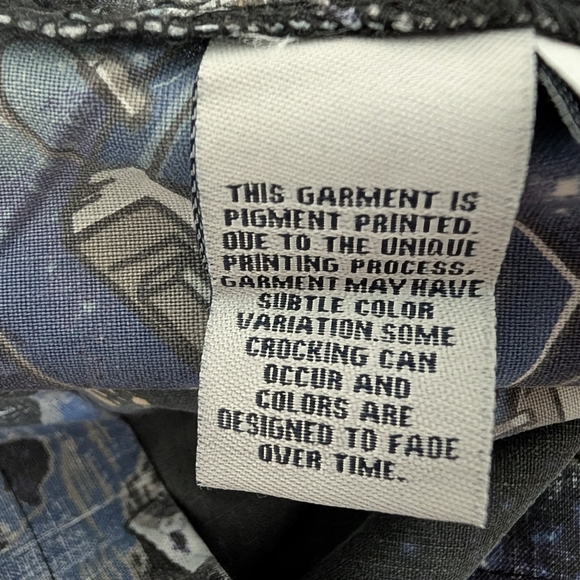 THIS GARMENT IS
PIGMENT PRINTED.
DUE TO THE UNIQUE
PRINTING PROCESS,
GARMENT MAY HAVE
SUBTLE COLOR
VARIATION.SOME
CROCKING CAN
OCCUR AND
COLORS ARE
DESIGNED TO FADE
OVER TIME.